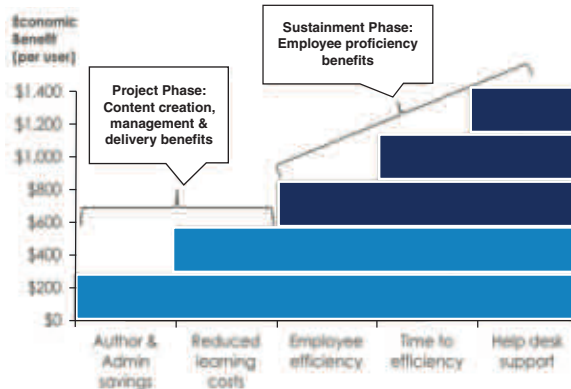 Economic
Benefit
(per user)
Sustainment Phase:
Employee proficiency
benefits
Project Phase:
Content creation,
management &
delivery benefits
$1,400
$1,200
$1,000
$800
$600
$400
$200
$0
Author &
Admin
savings
Reduced
learning
costs
Employee
efficiency
Time to
efficiency
Help desk
support